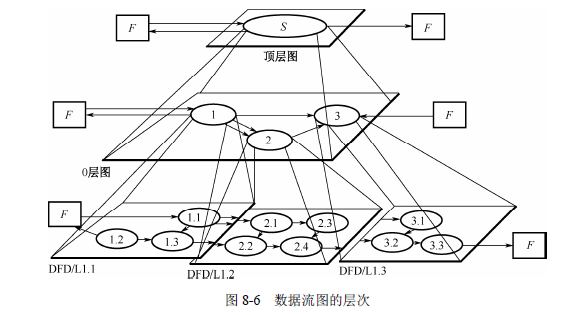 F
S
F
顶层图
F
1
2
3
F
0层图
F
1.1
1.2
1.3
2.1
2.3
2.2
2.4
3.1
3.2
3.3
F
DFD/L1.1
DFD/L1.2
DFD/L1.3
图 8-6 数据流图的层次